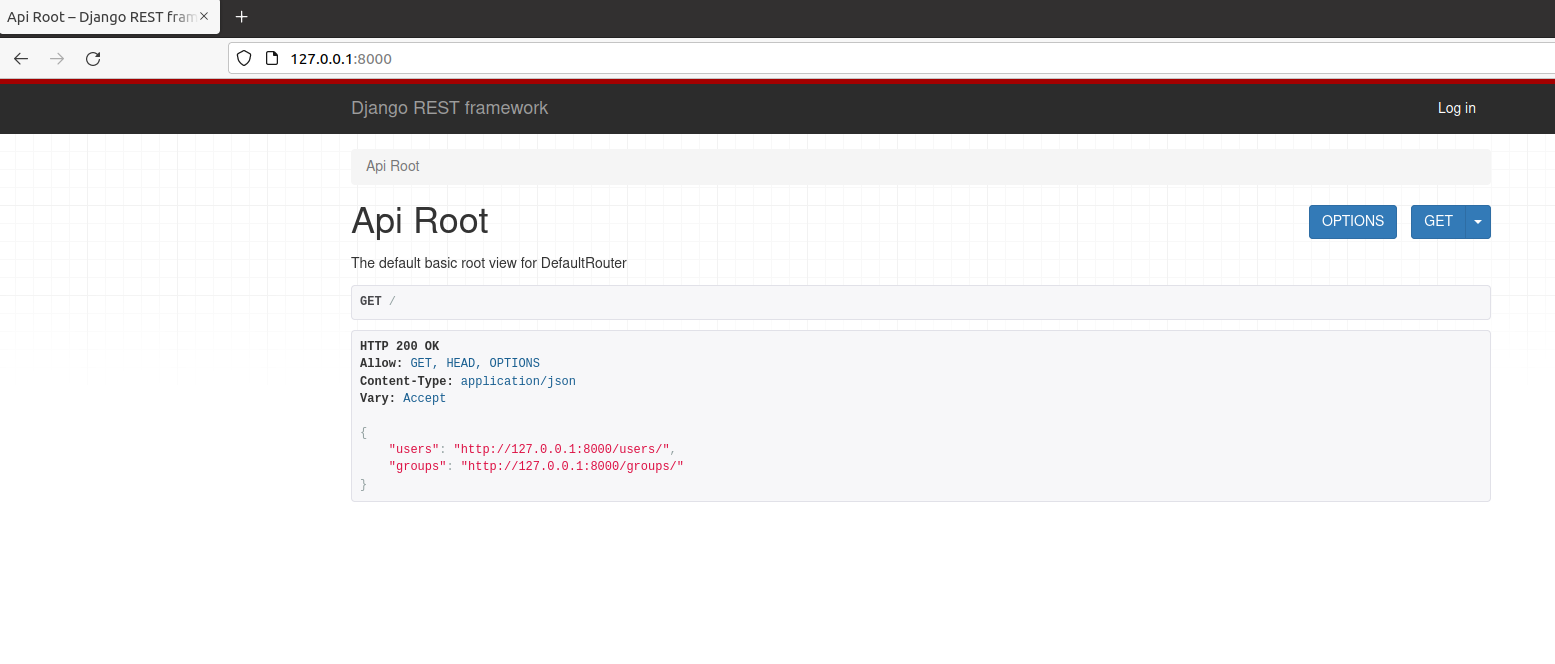 Api Root – Django REST fram
127.0.0.1:8000
Django REST framework
Log in
Api Root
Api Root
OPTIONS
GET
The default basic root view for DefaultRouter
GET /
HTTP 200 OK
Allow: GET, HEAD, OPTIONS
Content-Type: application/json
Vary: Accept
{
    "users": "http://127.0.0.1:8000/users/",
    "groups": "http://127.0.0.1:8000/groups/"
}